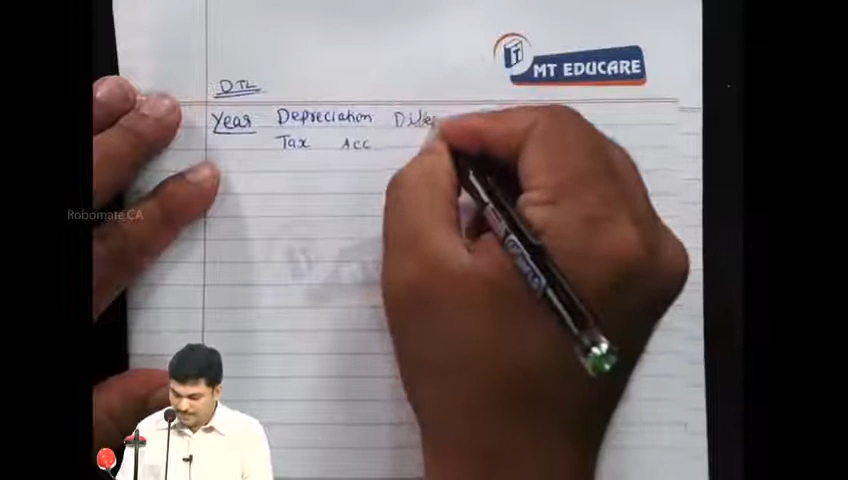 MT EDUCARE
DTL
Year Depreciation
Tax Acc
Robomate CA